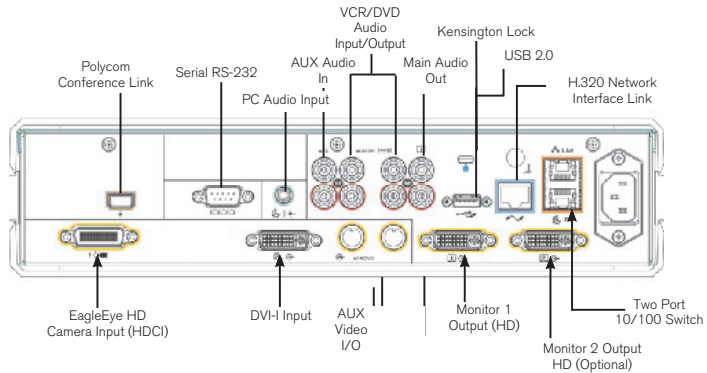 VCR/DVD
Audio
Input/Output
Kensington Lock
USB 2.0
Polycom
Conference Link
Serial RS-232
AUX Audio
In
Main Audio
Out
H.320 Network
Interface Link
PC Audio Input
LAN
EagleEye HD
Camera Input (HDCI)
DVI-I Input
AUX
Video
I/O
Monitor 1
Output (HD)
Two Port
10/100 Switch
Monitor 2 Output
HD (Optional)